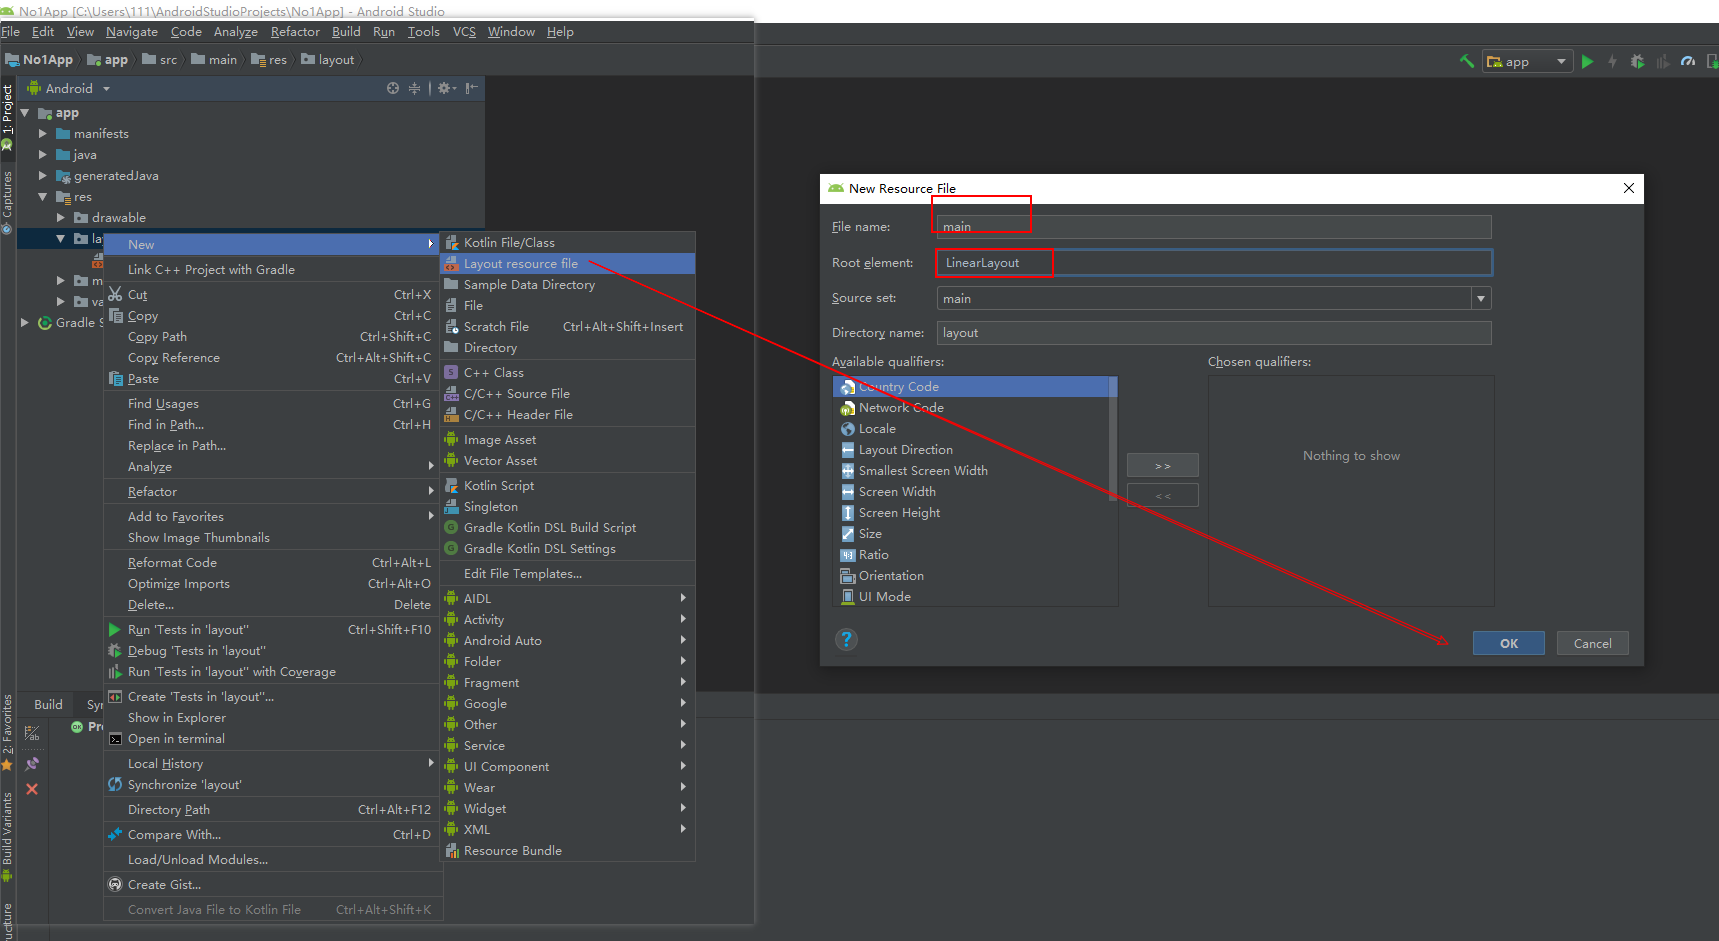 No1App [C:\Users\111\AndroidStudioProjects\No1App] - Android Studio
File Edit View Navigate Code Analyze Refactor Build Run Tools VCS Window Help
No1App app src main res layout
app
Android
1: Project
Captures
2: Favorites
Build Variants
app
manifests
java
generatedJava
res
drawable
la
m
va
Gradle S
Build Syn
Pr
New
Link C++ Project with Gradle
Cut Ctrl+X
Copy Ctrl+C
Copy Path Ctrl+Shift+C
Copy Reference Ctrl+Alt+Shift+C
Paste Ctrl+V
Find Usages Ctrl+G
Find in Path... Ctrl+H
Replace in Path...
Analyze
Refactor
Add to Favorites
Show Image Thumbnails
Reformat Code Ctrl+Alt+L
Optimize Imports Ctrl+Alt+O
Delete... Delete
Run 'Tests in 'layout'' Ctrl+Shift+F10
Debug 'Tests in 'layout''
Run 'Tests in 'layout'' with Coverage
Create 'Tests in 'layout''...
Show in Explorer
Open in terminal
Local History
Synchronize 'layout'
Directory Path Ctrl+Alt+F12
Compare With... Ctrl+D
Load/Unload Modules...
Create Gist...
Convert Java File to Kotlin File Ctrl+Alt+Shift+K
Kotlin File/Class
Layout resource file
Sample Data Directory
File
Scratch File Ctrl+Alt+Shift+Insert
Directory
C++ Class
C/C++ Source File
C/C++ Header File
Image Asset
Vector Asset
Kotlin Script
Singleton
Gradle Kotlin DSL Build Script
Gradle Kotlin DSL Settings
Edit File Templates...
AIDL
Activity
Android Auto
Folder
Fragment
Google
Other
Service
UI Component
Wear
Widget
XML
Resource Bundle
New Resource File
File name: main
Root element: LinearLayout
Source set: main
Directory name: layout
Available qualifiers: Chosen qualifiers:
Country Code
Network Code
Locale
Layout Direction
Smallest Screen Width
Screen Width
Screen Height
Size
Ratio
Orientation
UI Mode
>>
<<
Nothing to show
? OK Cancel